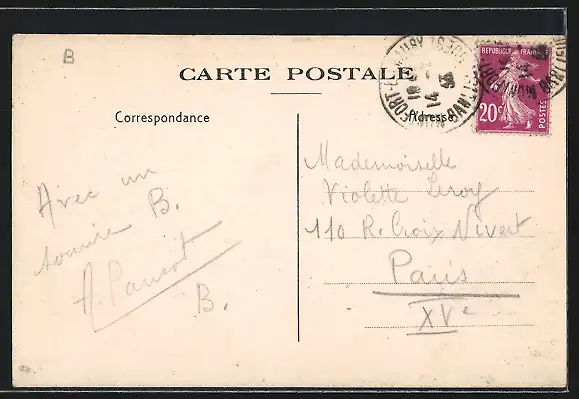 B
CARTE POSTALE
Correspondance
Adresse
REPUBLIQUE FRANÇAISE
20c
POSTES
Avec un
B.
sourire
A. Pansot
B.
Mademoiselle
Violette Leroy
110 R. Croix Nivert
Paris
XVe